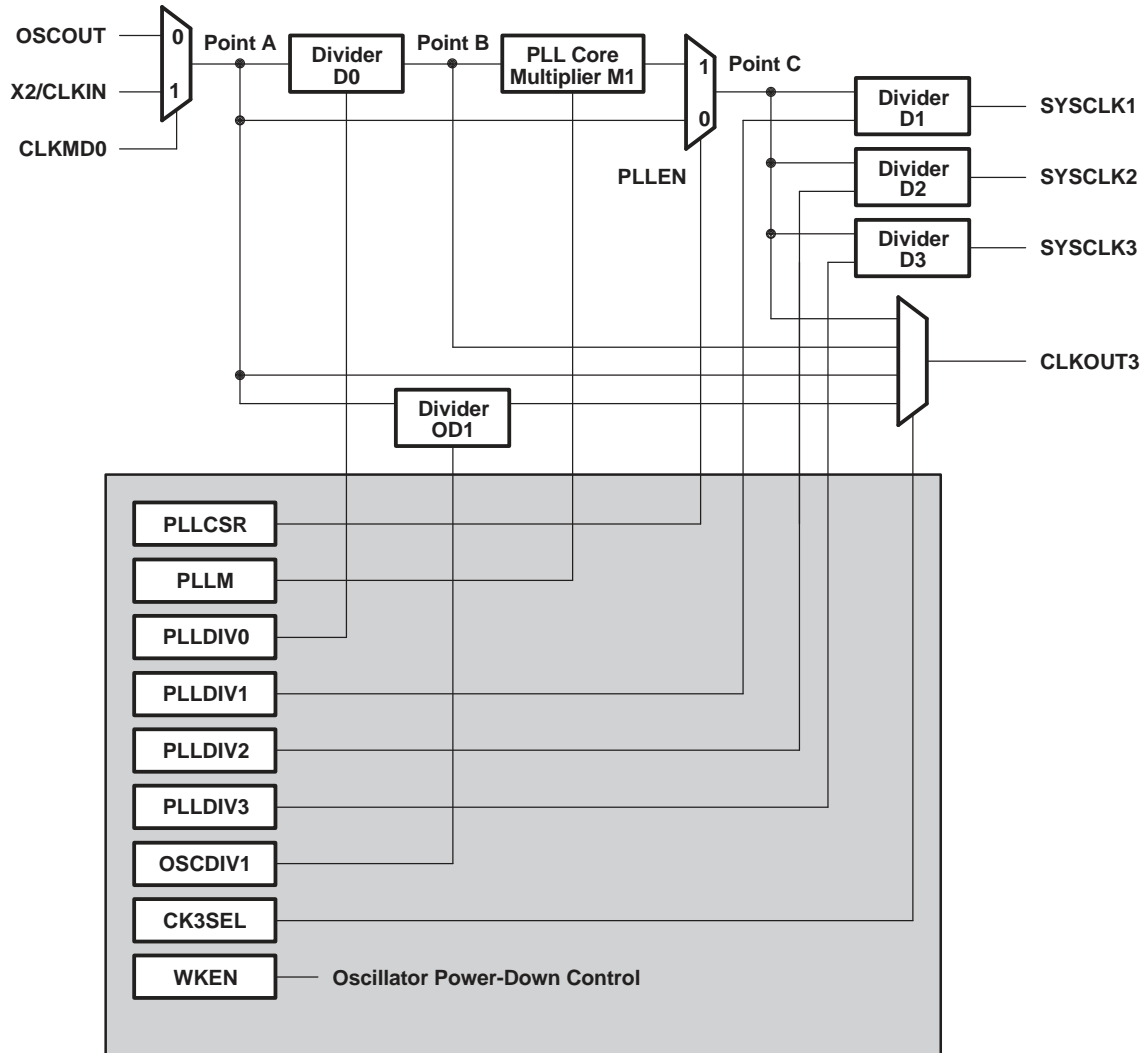 OSCOUT
0
Point A
Divider
D0
Point B
PLL Core
Multiplier M1
1
Point C
X2/CLKIN
1
0
Divider
D1
SYSCLK1
CLKMD0
PLLEN
Divider
D2
SYSCLK2
Divider
D3
SYSCLK3
CLKOUT3
Divider
OD1
PLLCSR
PLLM
PLLDIV0
PLLDIV1
PLLDIV2
PLLDIV3
OSCDIV1
CK3SEL
WKEN
Oscillator Power-Down Control